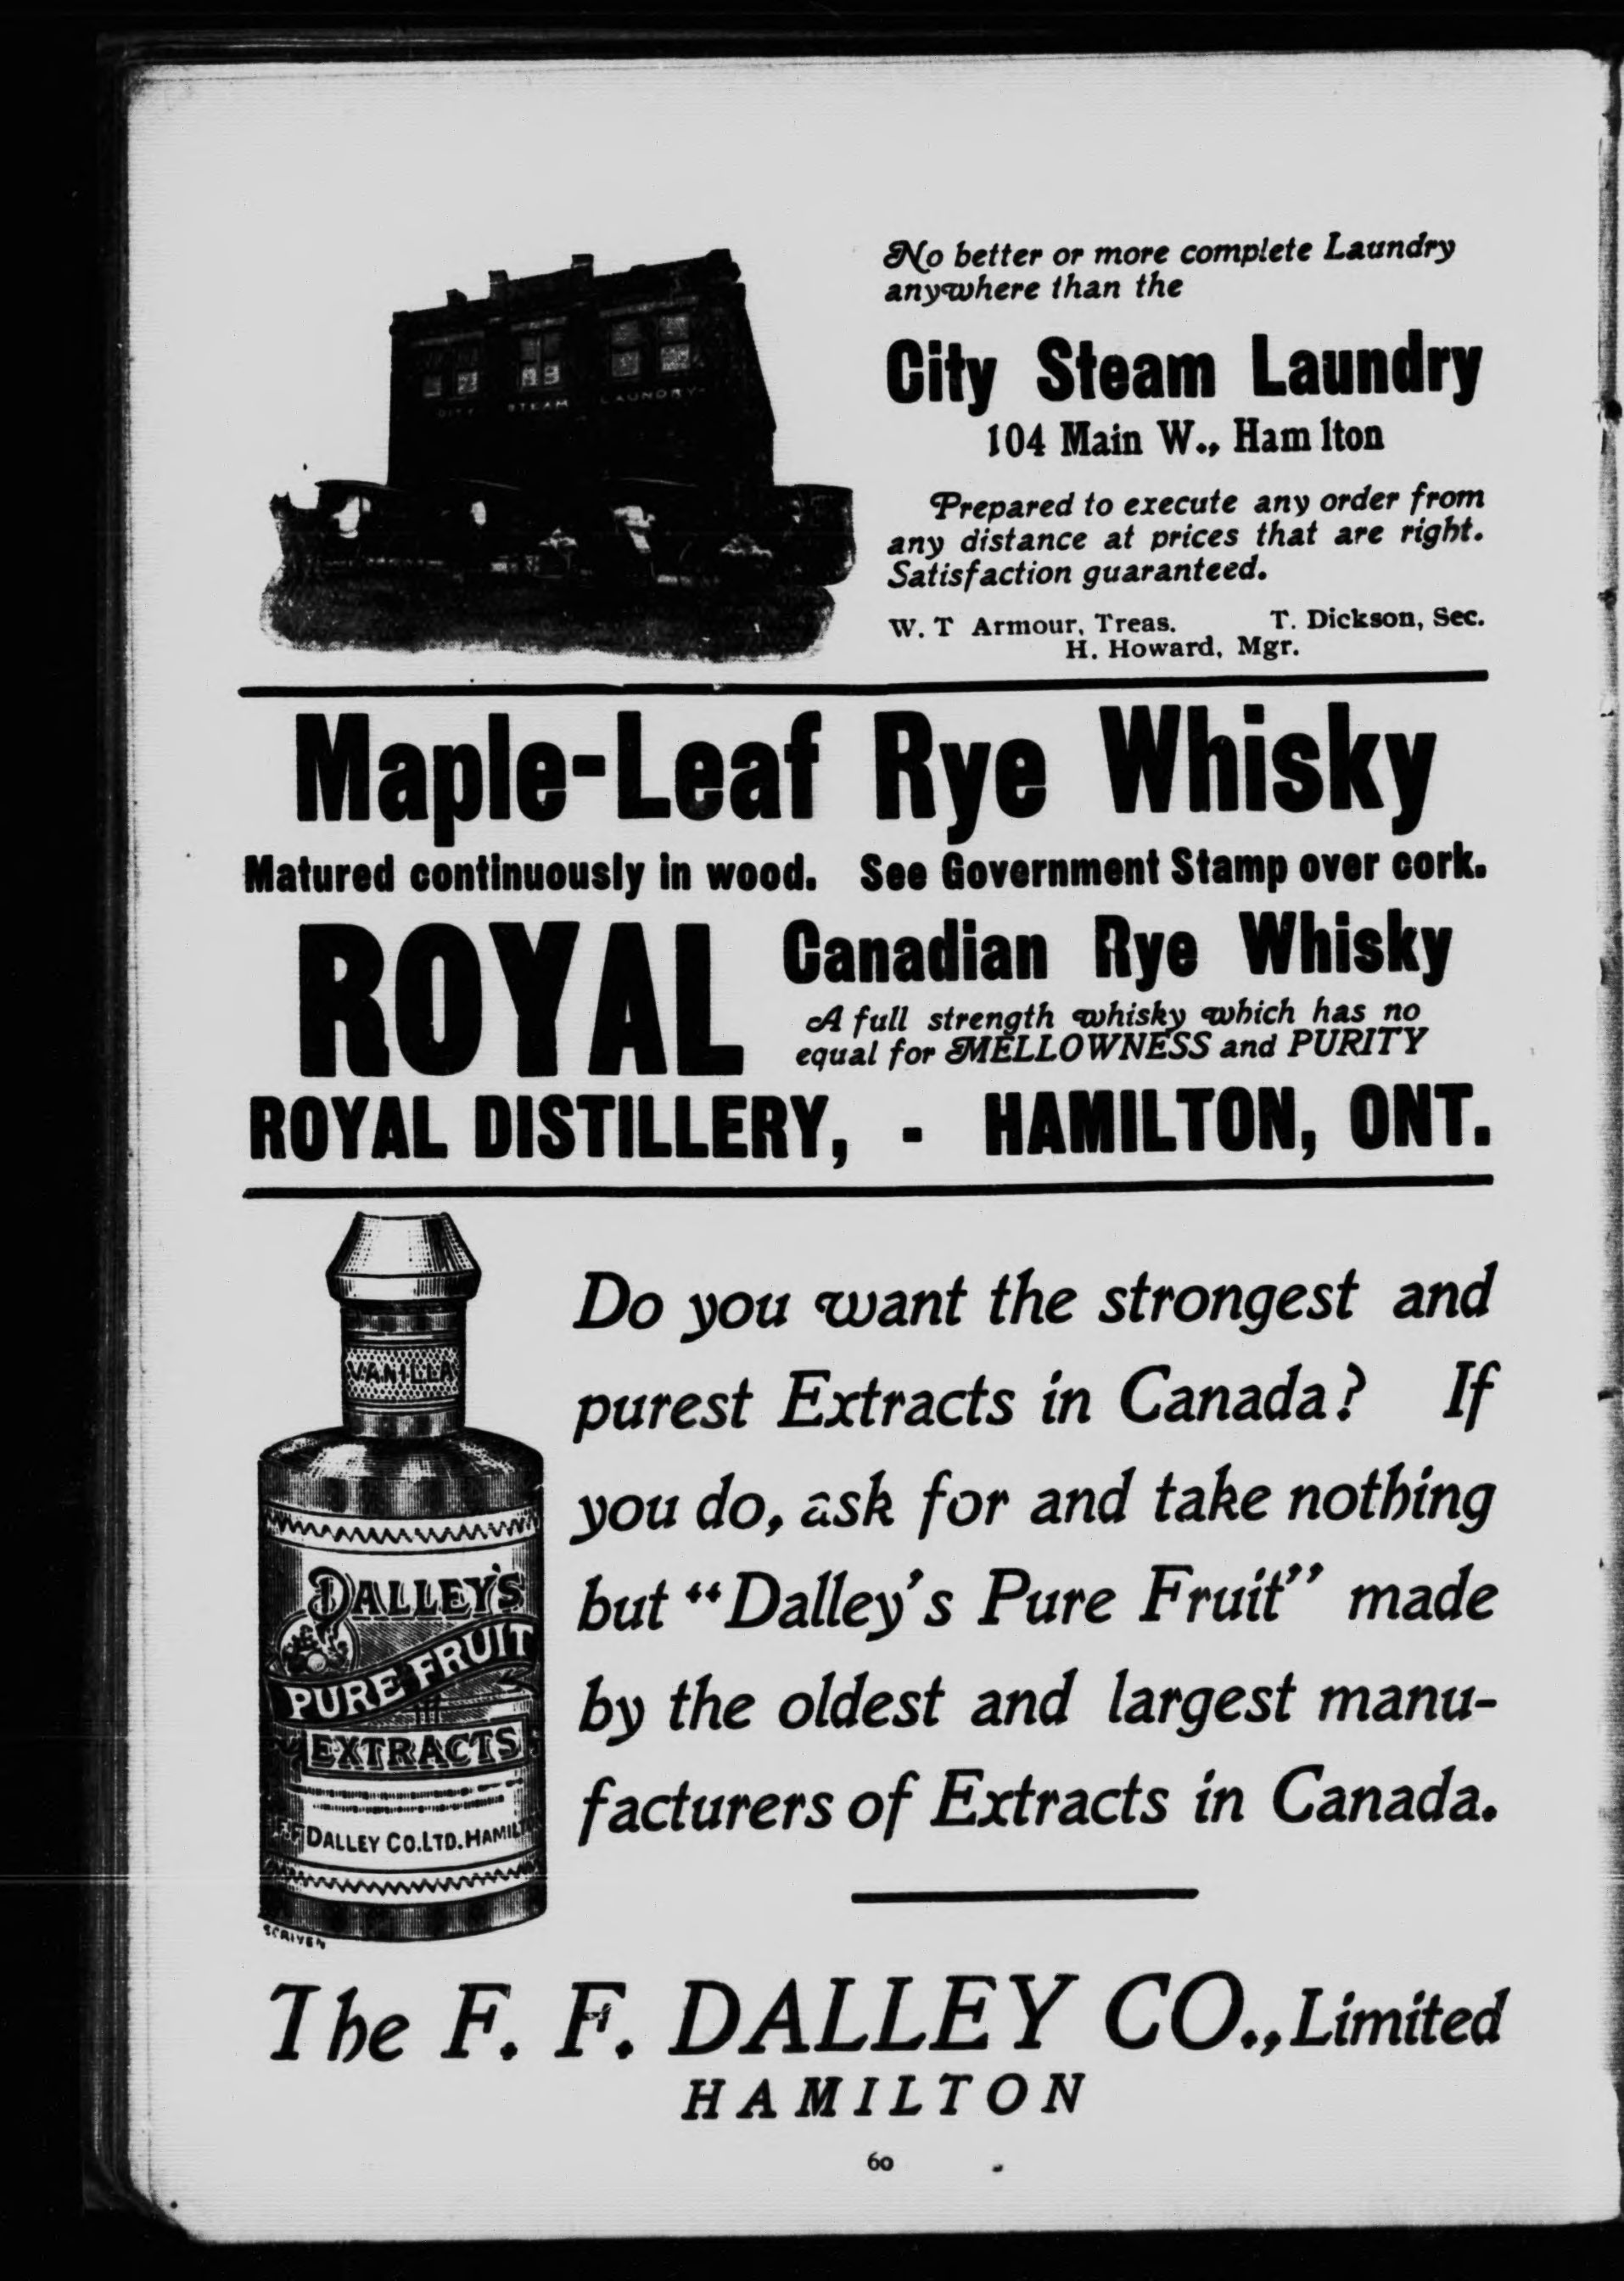 No better or more complete Laundry
anywhere than the
City Steam Laundry
104 Main W., Ham lton
Prepared to execute any order from
any distance at prices that are right.
Satisfaction guaranteed.
W. T Armour, Treas. T. Dickson, Sec.
H. Howard, Mgr.
CITY STEAM LAUNDRY
Maple-Leaf Rye Whisky
Matured continuously in wood. See Government Stamp over cork.
ROYAL Canadian Rye Whisky
A full strength whisky which has no
equal for MELLOWNESS and PURITY
ROYAL DISTILLERY, - HAMILTON, ONT.
VANILLA
DALLEY'S
PURE FRUIT
EXTRACTS
F.F. DALLEY CO. LTD. HAMILTON
SCRIVEN
Do you want the strongest and
purest Extracts in Canada? If
you do, ask for and take nothing
but "Dalley's Pure Fruit" made
by the oldest and largest manu-
facturers of Extracts in Canada.
The F. F. DALLEY CO., Limited
HAMILTON
60